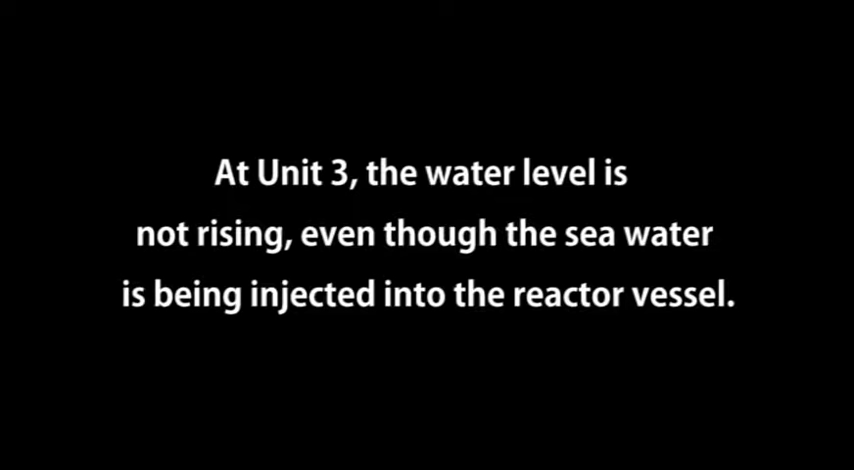 At Unit 3, the water level is
not rising, even though the sea water
is being injected into the reactor vessel.